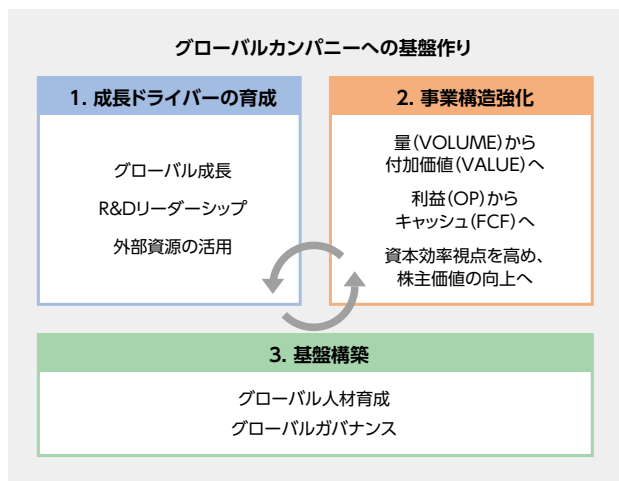 グローバルカンパニーへの基盤作り
1. 成長ドライバーの育成
グローバル成長
R&Dリーダーシップ
外部資源の活用
2. 事業構造強化
量(VOLUME)から
付加価値(VALUE)へ
利益(OP)から
キャッシュ(FCF)へ
資本効率視点を高め、
株主価値の向上へ
3. 基盤構築
グローバル人材育成
グローバルガバナンス